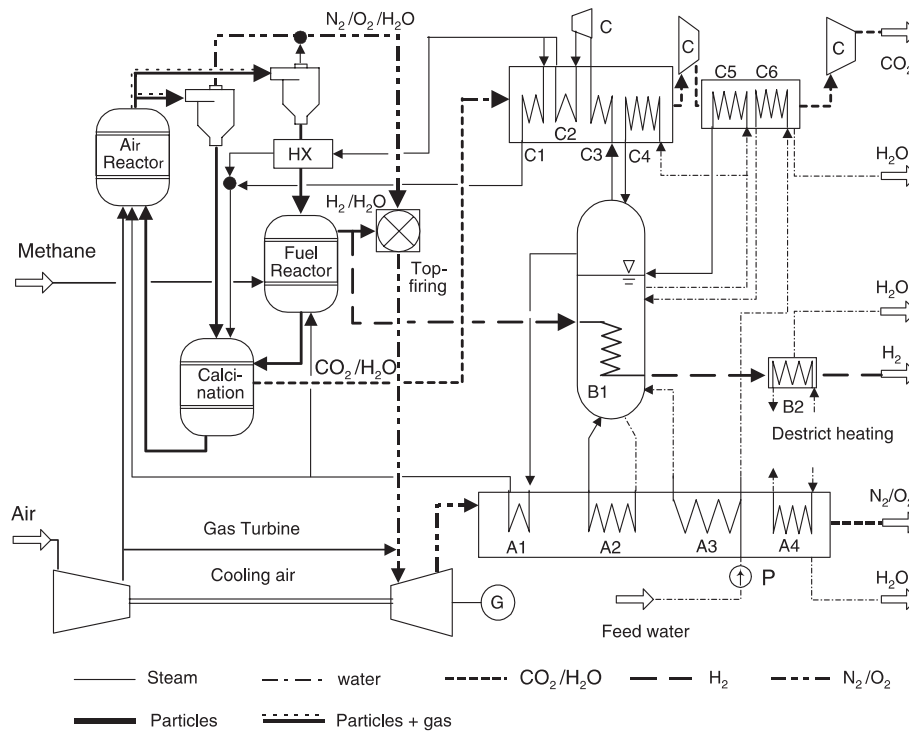 N2/O2/H2O
C
C
C
CO2
C5 C6
Air
Reactor
HX
C2
C1
C3
C4
H2O
H2/H2O
Methane
Fuel
Reactor
Top-
firing
H2O
CO2/H2O
Calci-
nation
H2
B1
B2
Destrict heating
Air
Gas Turbine
N2/O2
A1
A2
A3
A4
Cooling air
P
H2O
G
Feed water
Steam
water
CO2/H2O
H2
N2/O2
Particles
Particles + gas